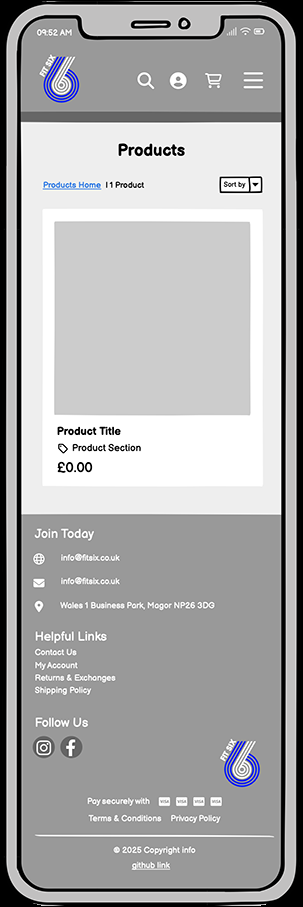 09:52 AM
FIT SIX
Products
Products Home | 1 Product
Sort by
Product Title
Product Section
£0.00
Join Today
info@fitsix.co.uk
info@fitsix.co.uk
Wales 1 Business Park, Magor NP26 3DG
Helpful Links
Contact Us
My Account
Returns & Exchanges
Shipping Policy
Follow Us
FIT SIX
Pay securely with VISA VISA VISA VISA
Terms & Conditions Privacy Policy
© 2025 Copyright info
github link